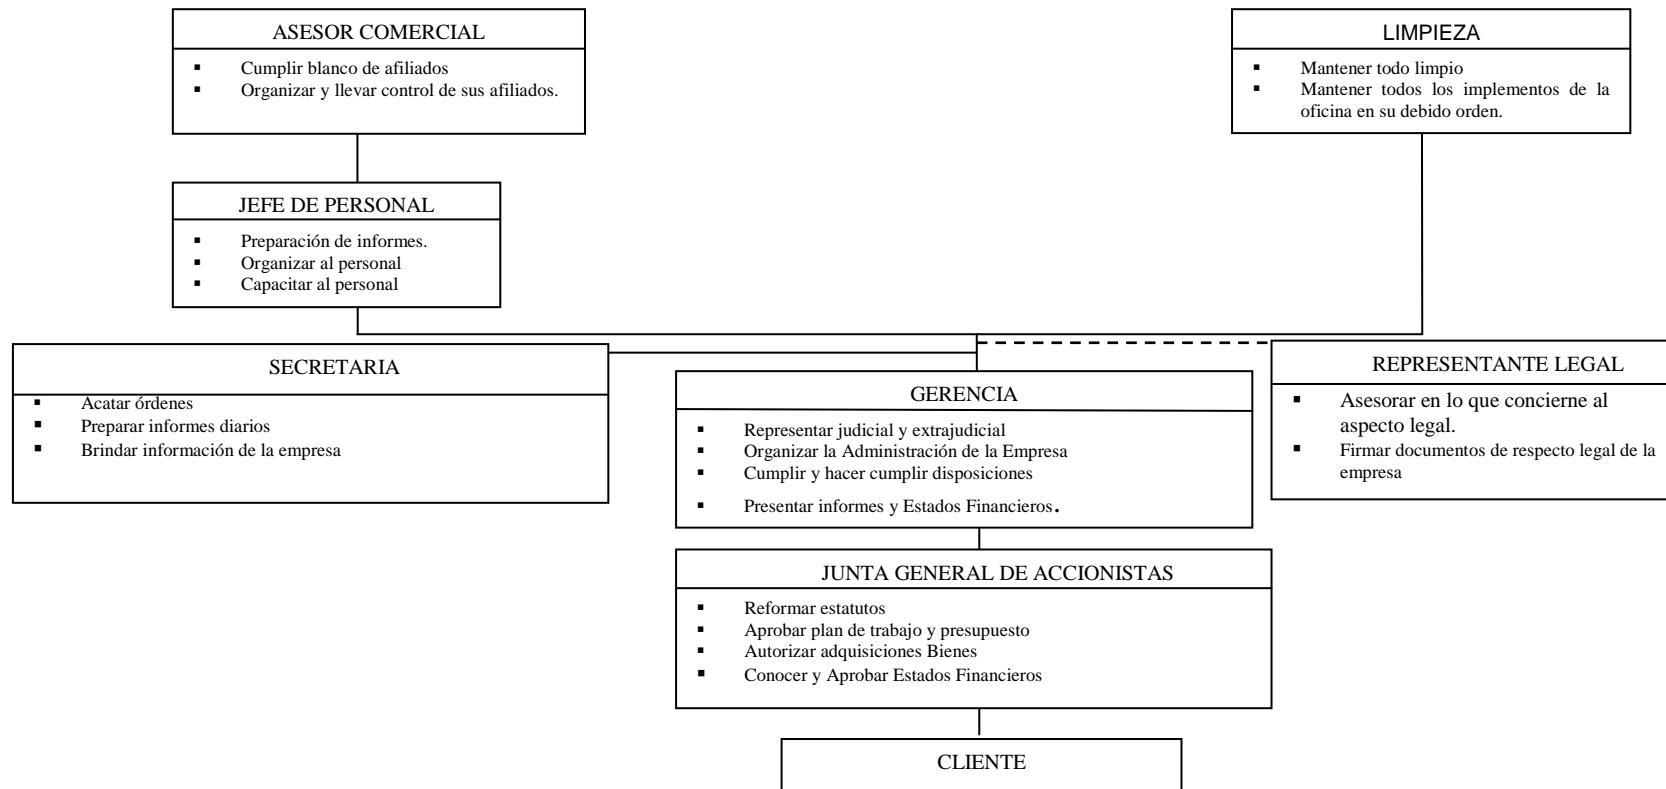 ASESOR COMERCIAL
▪ Cumplir blanco de afiliados
▪ Organizar y llevar control de sus afiliados.
LIMPIEZA
▪ Mantener todo limpio
▪ Mantener todos los implementos de la
oficina en su debido orden.
JEFE DE PERSONAL
▪ Preparación de informes.
▪ Organizar al personal
▪ Capacitar al personal
SECRETARIA
▪ Acatar órdenes
▪ Preparar informes diarios
▪ Brindar información de la empresa
GERENCIA
▪ Representar judicial y extrajudicial
▪ Organizar la Administración de la Empresa
▪ Cumplir y hacer cumplir disposiciones
▪ Presentar informes y Estados Financieros.
REPRESENTANTE LEGAL
▪ Asesorar en lo que concierne al
aspecto legal.
▪ Firmar documentos de respecto legal de la
empresa
JUNTA GENERAL DE ACCIONISTAS
▪ Reformar estatutos
▪ Aprobar plan de trabajo y presupuesto
▪ Autorizar adquisiciones Bienes
▪ Conocer y Aprobar Estados Financieros
CLIENTE